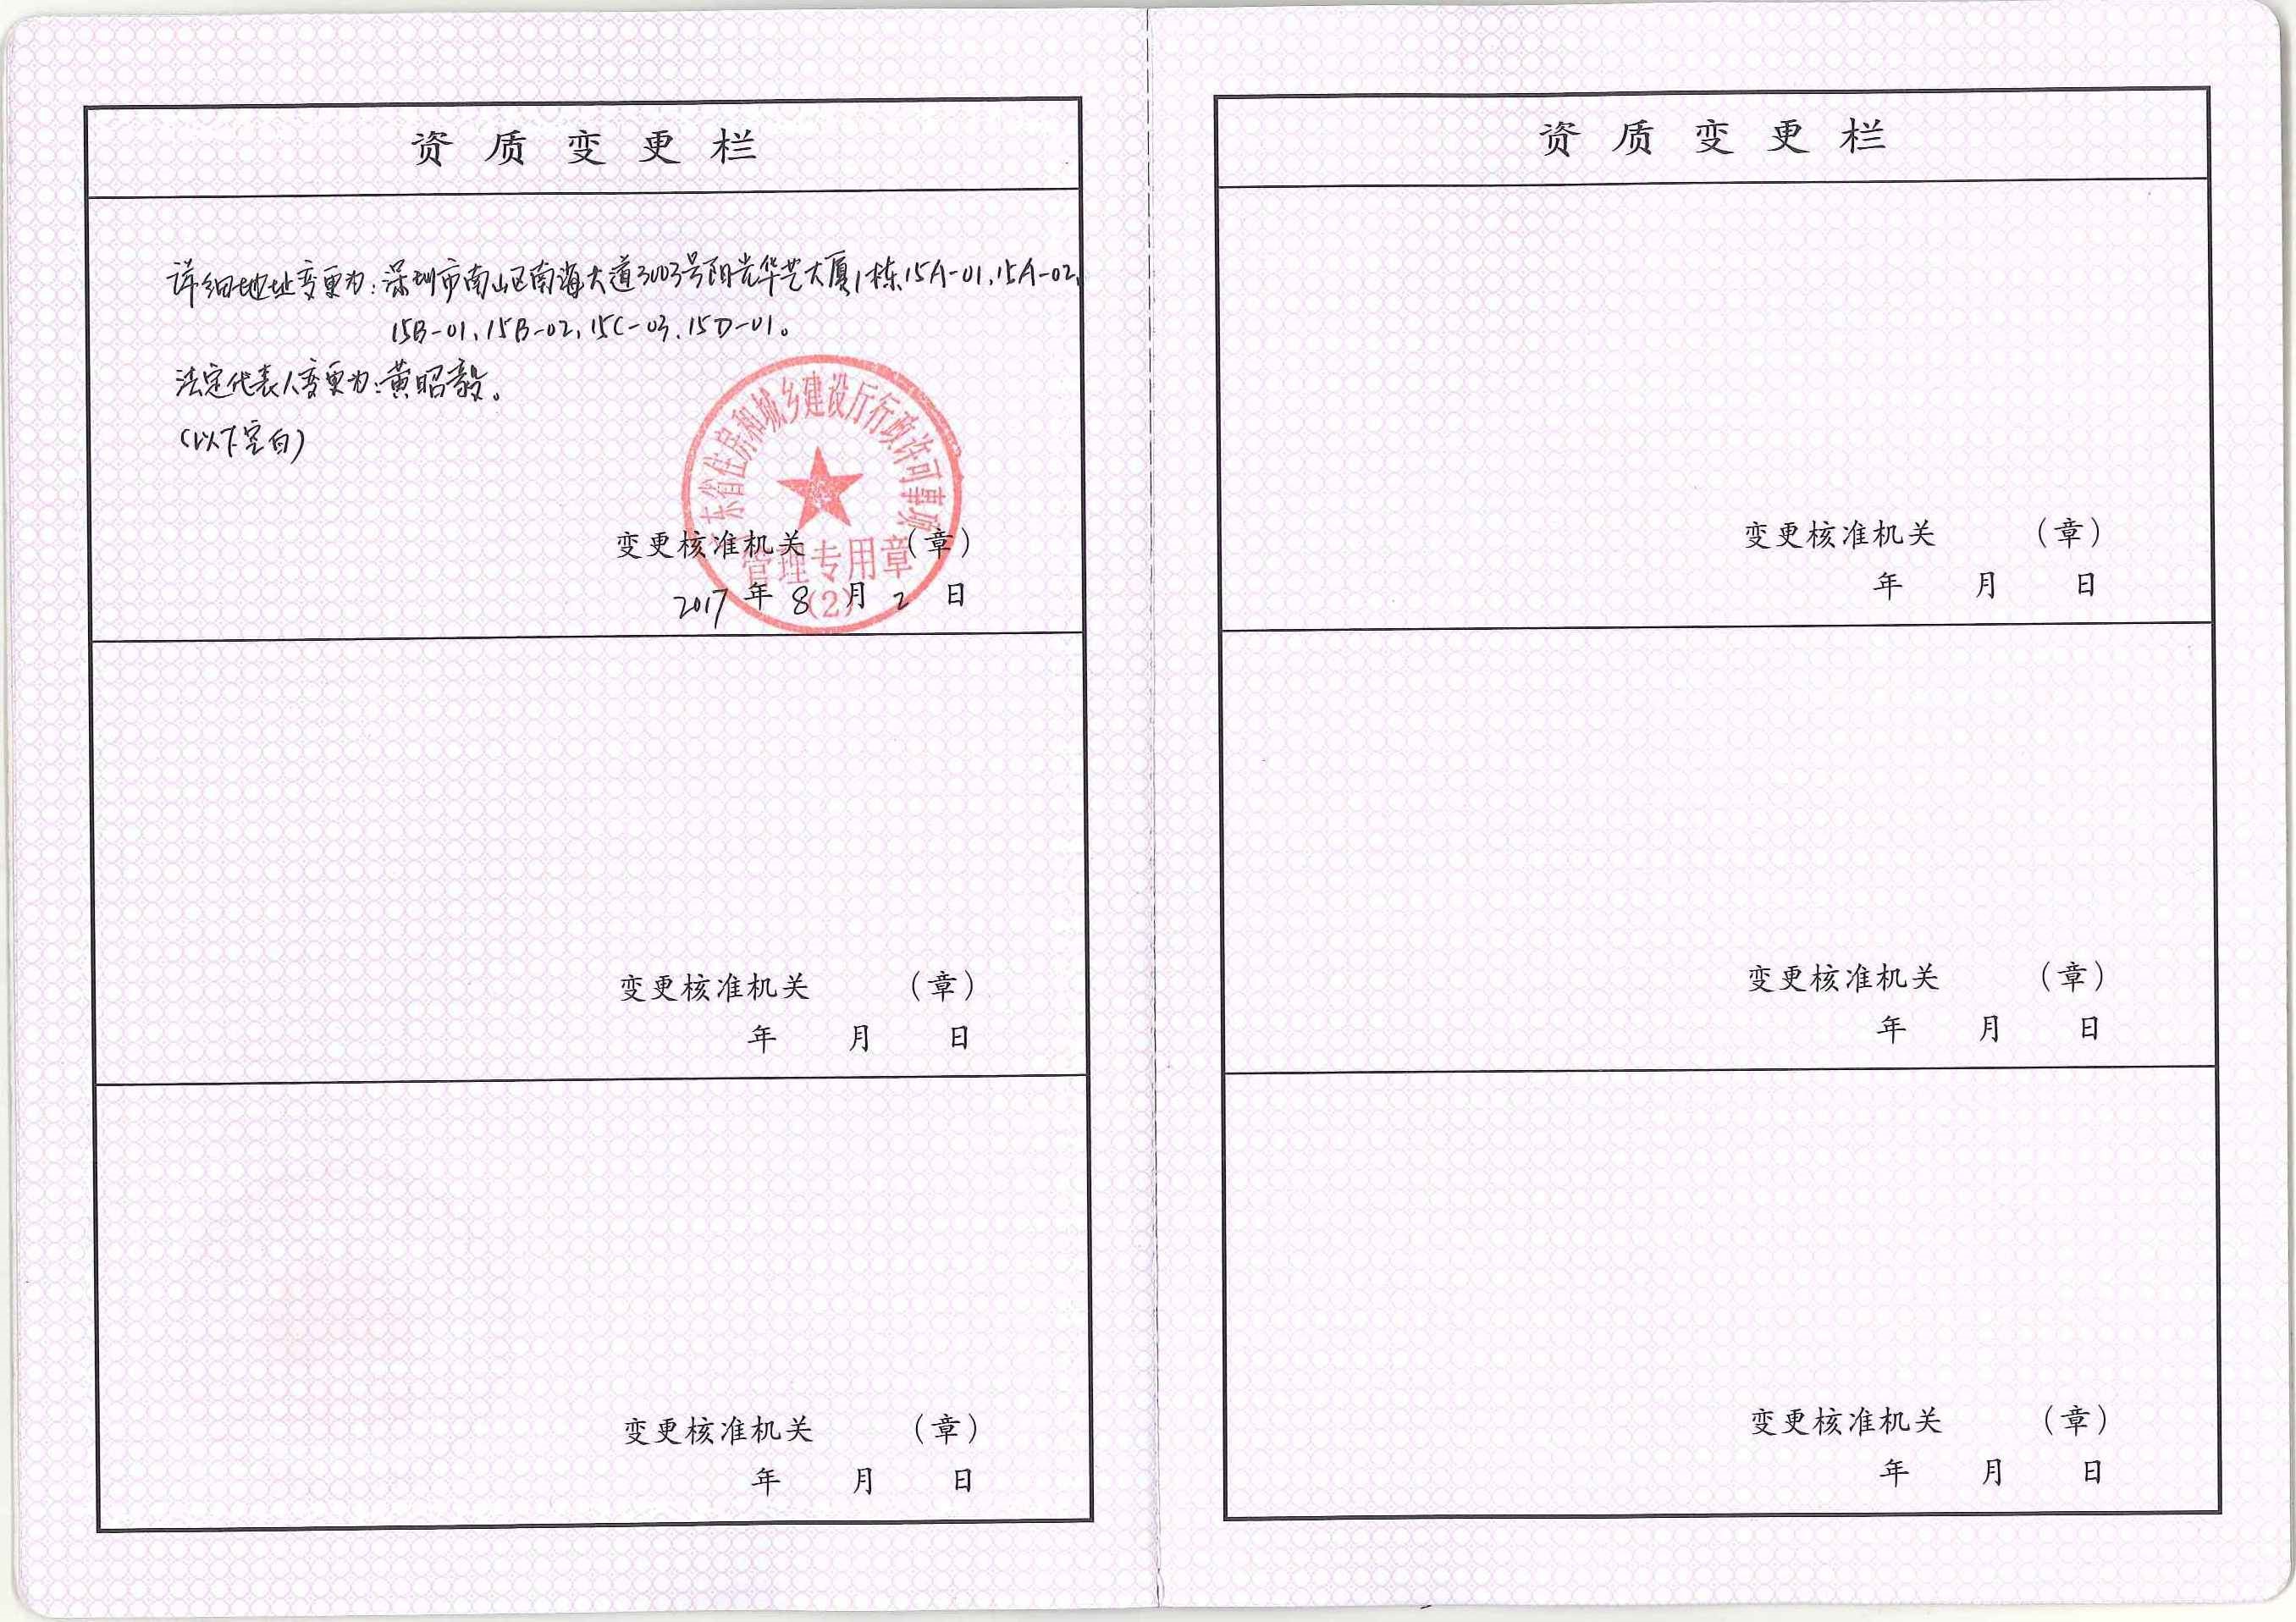 资质变更栏
详细地址变更为:深圳市南山区南海大道3003号阳光华艺大厦1栋15A-01、15A-02、
15B-01、15B-02、15C-03、15D-01。
法定代表人变更为:黄昭毅。
(以下空白)
东省住房和城乡建设厅行政许可事项
管理专用章
(2)
变更核准机关 (章)
2017年8月2日
变更核准机关 (章)
年 月 日
变更核准机关 (章)
年 月 日
资质变更栏
变更核准机关 (章)
年 月 日
变更核准机关 (章)
年 月 日
变更核准机关 (章)
年 月 日